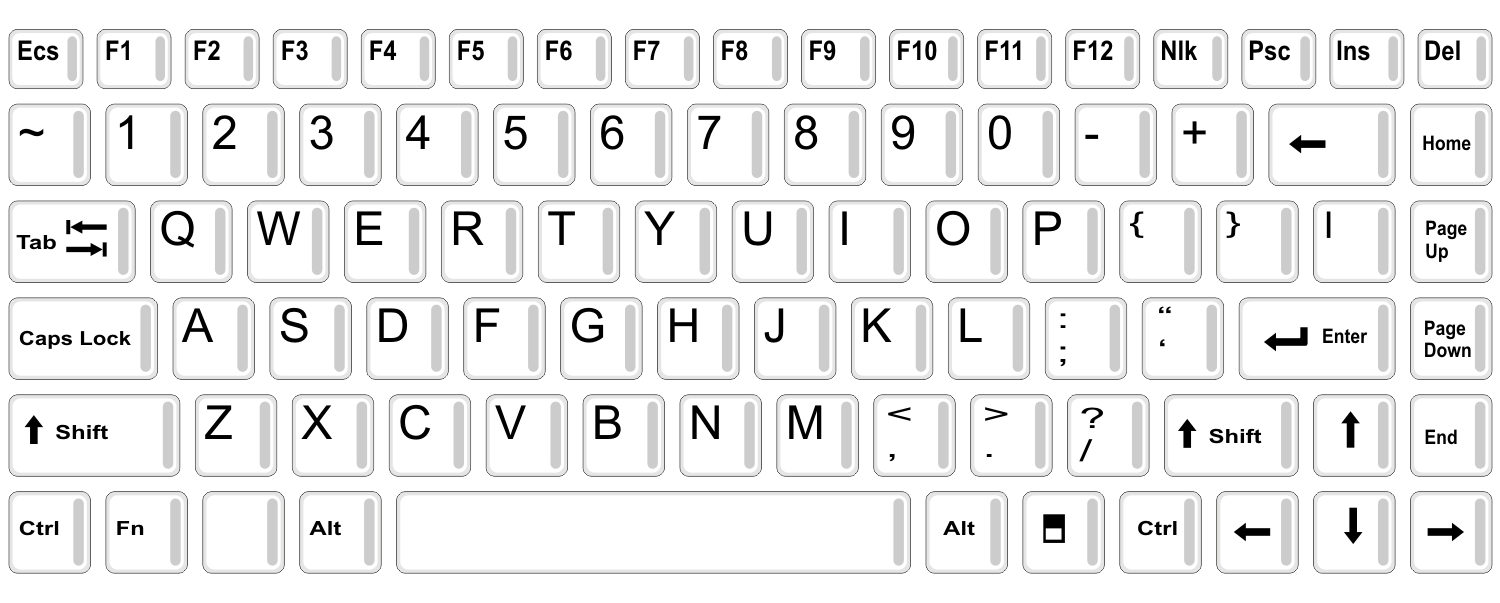 Ecs F1 F2 F3 F4 F5 F6 F7 F8 F9 F10 F11 F12 Nlk Psc Ins Del
~ 1 2 3 4 5 6 7 8 9 0 - + ← Home
Tab Q W E R T Y U I O P { } | Page Up
Caps Lock A S D F G H J K L : ; “ ‘ ↵ Enter Page Down
↑ Shift Z X C V B N M < , > . ? / ↑ Shift ↑ End
Ctrl Fn Alt Alt Ctrl ← ↓ →